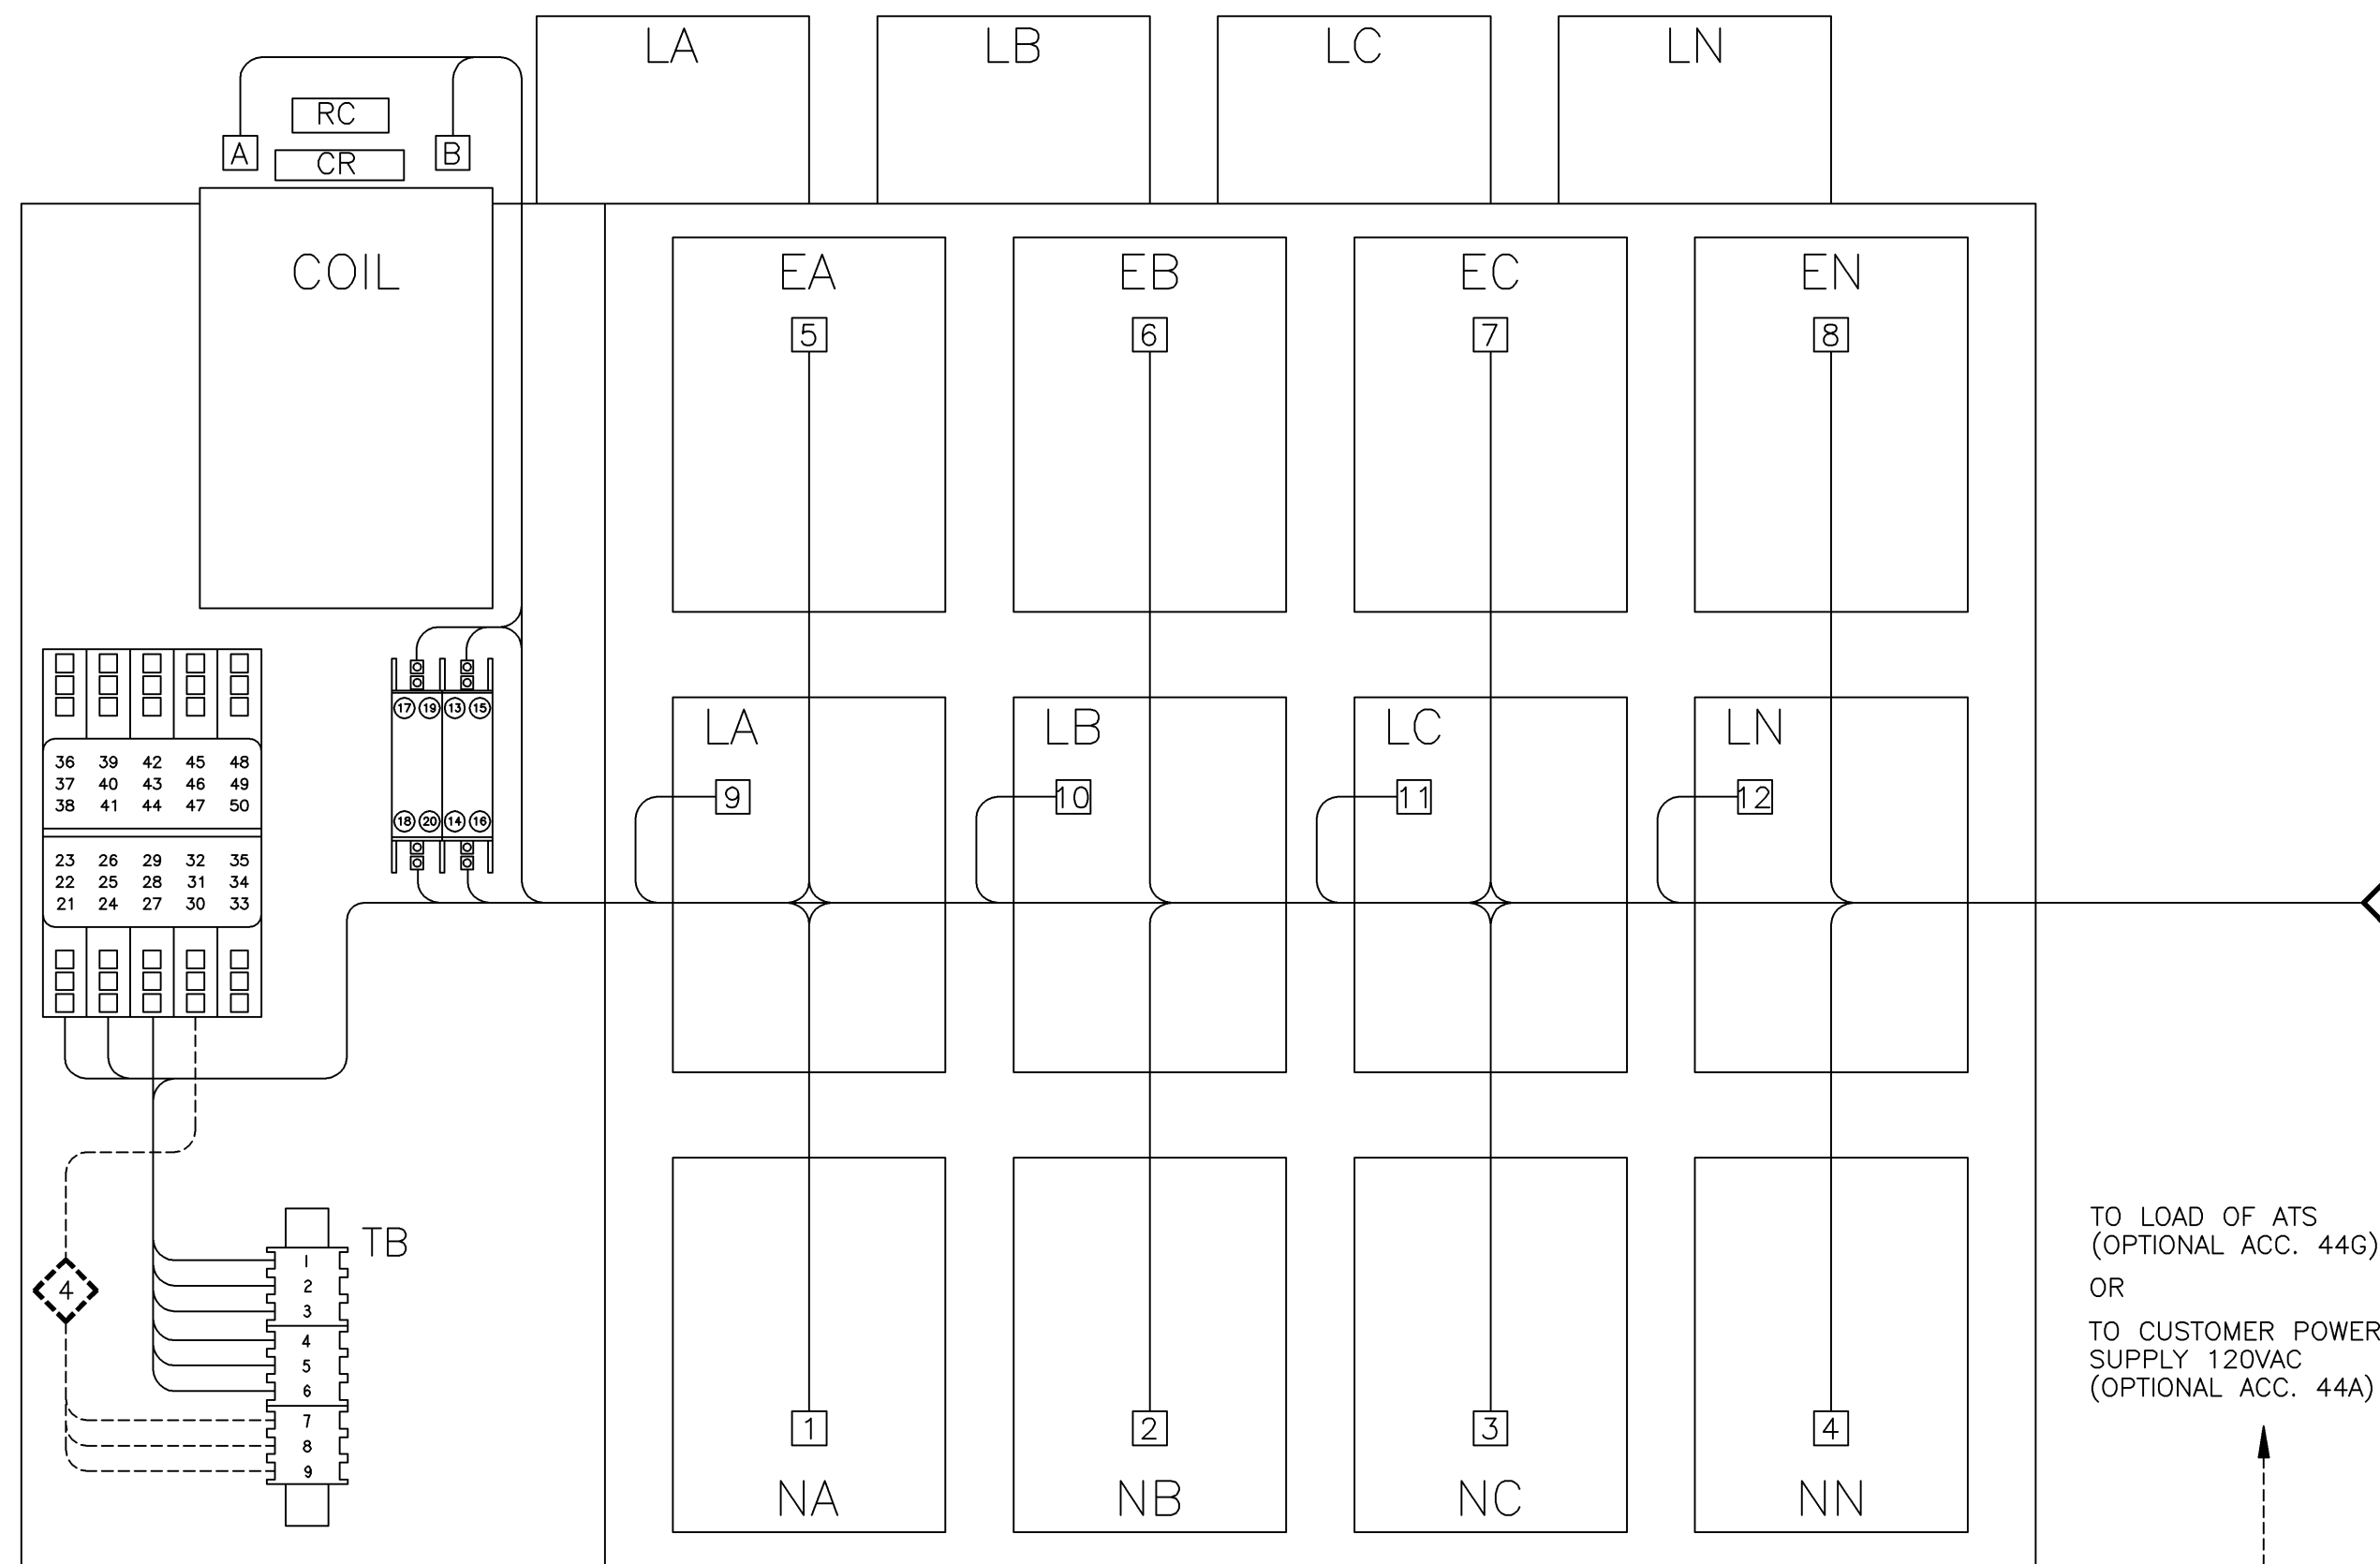 LA LB LC LN
RC
A CR B
COIL EA EB EC EN
5 6 7 8
LA LB LC LN
17 19 13 15
36 39 42 45 48
37 40 43 46 49
38 41 44 47 50
9 10 11 12
18 20 14 16
23 26 29 32 35
22 25 28 31 34
21 24 27 30 33
TB
1
2
3
4
5
6
7
8
9
4
1 2 3 4
NA NB NC NN
TO LOAD OF ATS
(OPTIONAL ACC. 44G)
OR
TO CUSTOMER POWER
SUPPLY 120VAC
(OPTIONAL ACC. 44A)